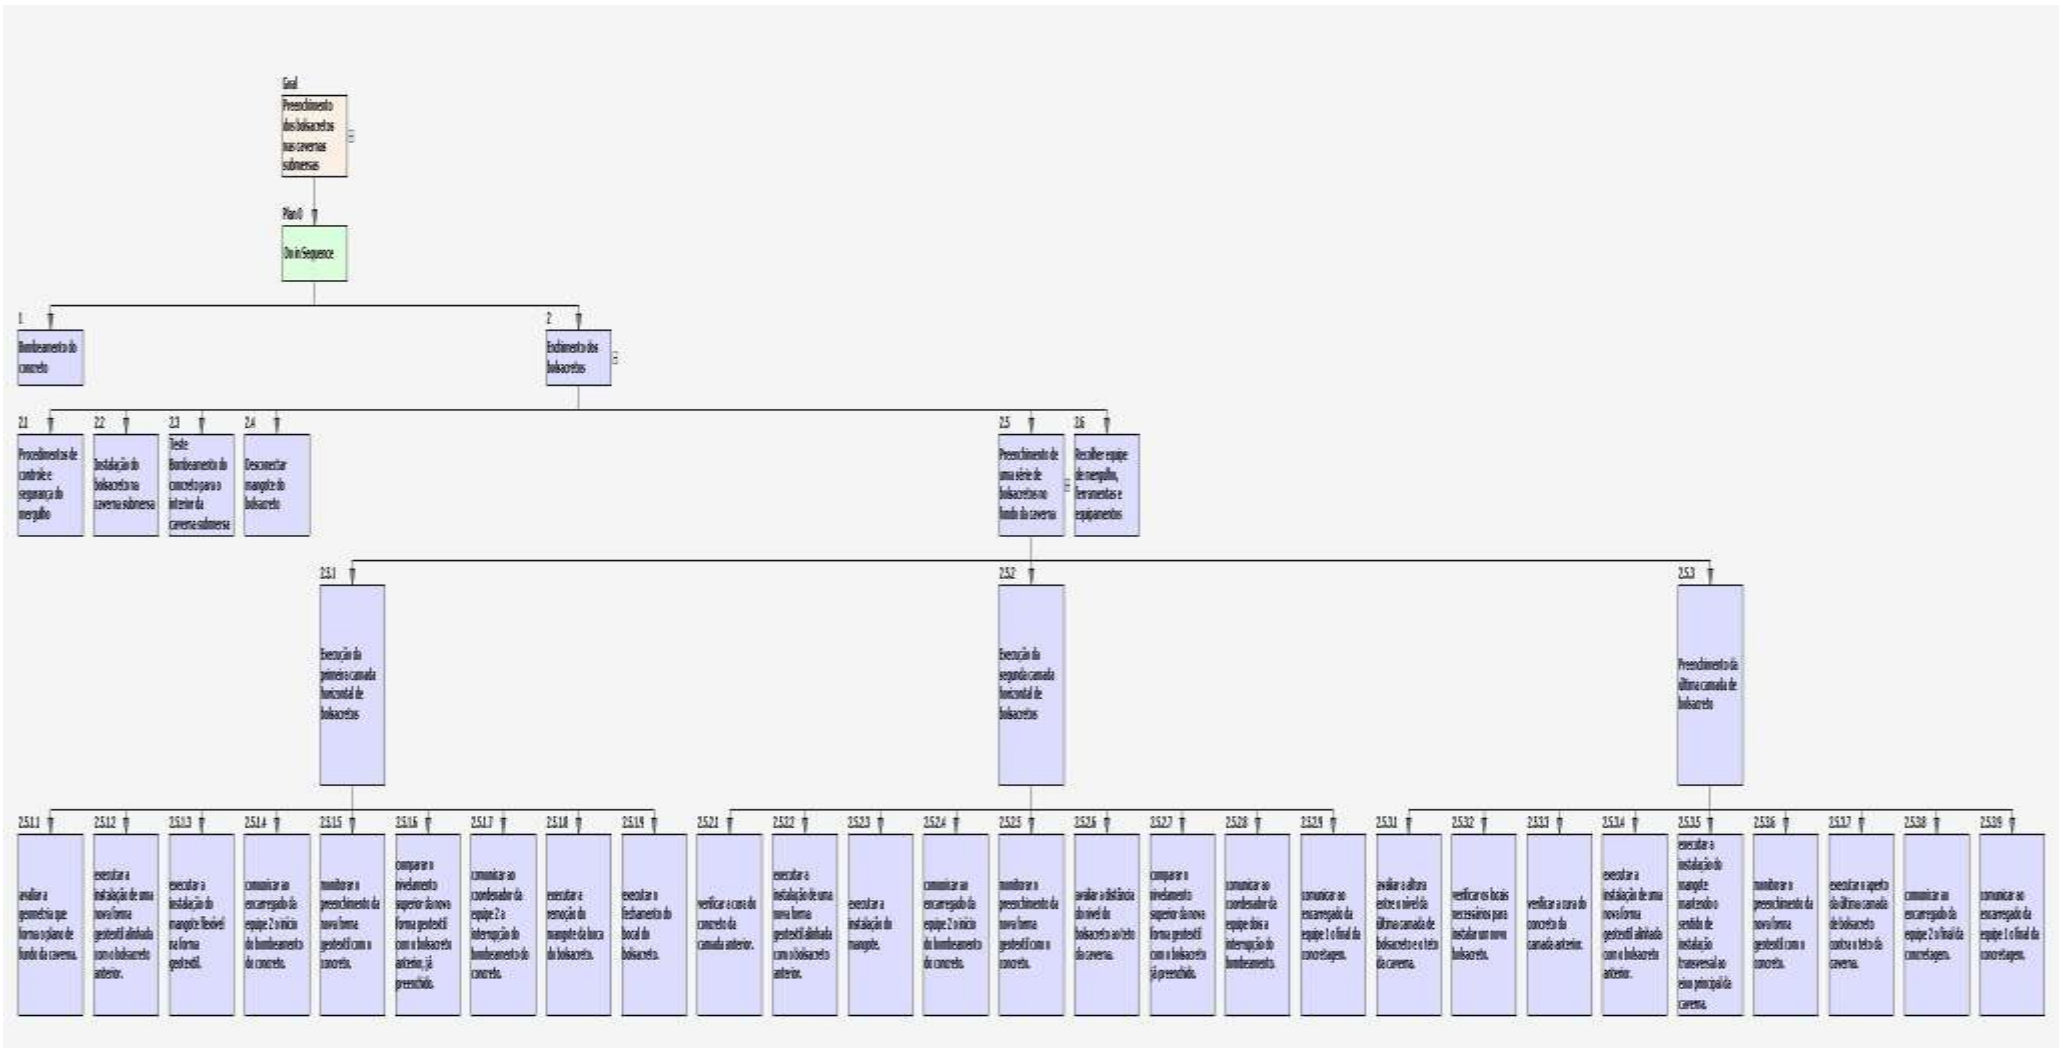 Goal
Preenchimento
dos bolsacretos
nas cavernas
submersas
Plan 0
Do in Sequence
1
Bombeamento do
concreto
2
Enchimento dos
bolsacretos
2.1
Procedimentos de
controle e
segurança do
mergulho
2.2
Instalação do
bolsacreto na
caverna submersa
2.3
Teste
Bombeamento do
concreto para o
interior da
caverna submersa
2.4
Desconectar
mangote do
bolsacreto
2.5
Preenchimento de
uma série de
bolsacretos no
fundo da caverna
2.6
Recolher equipe
de mergulho,
ferramentas e
equipamentos
2.5.1
Execução da
primeira camada
horizontal de
bolsacretos
2.5.2
Execução da
segunda camada
horizontal de
bolsacretos
2.5.3
Preenchimento da
última camada de
bolsacreto
2.5.1.1
avaliar a
geometria que
forma o plano de
fundo da caverna.
2.5.1.2
executar a
instalação de uma
nova forma
geotextil alinhada
com o bolsacreto
anterior.
2.5.1.3
executar a
instalação do
mangote flexível
na forma
geotextil.
2.5.1.4
comunicar ao
encarregado da
equipe 2 o início
do bombeamento
do concreto.
2.5.1.5
monitorar o
preenchimento da
nova forma
geotextil com o
concreto.
2.5.1.6
comparar o
nivelamento
superior da nova
forma geotextil
com o bolsacreto
anterior, já
preenchido.
2.5.1.7
comunicar ao
coordenador da
equipe 2 a
interrupção do
bombeamento do
concreto.
2.5.1.8
executar a
remoção do
mangote da boca
do bolsacreto.
2.5.1.9
executar o
fechamento do
bocal do
bolsacreto.
2.5.2.1
verificar a cura do
concreto da
camada anterior.
2.5.2.2
executar a
instalação de uma
nova forma
geotextil alinhada
com o bolsacreto
anterior.
2.5.2.3
executar a
instalação do
mangote.
2.5.2.4
comunicar ao
encarregado da
equipe 2 o início
do bombeamento
do concreto.
2.5.2.5
monitorar o
preenchimento da
nova forma
geotextil com o
concreto.
2.5.2.6
avaliar a distância
do nível do
bolsacreto ao teto
da caverna.
2.5.2.7
comparar o
nivelamento
superior da nova
forma geotextil
com o bolsacreto
já preenchido.
2.5.2.8
comunicar ao
coordenador da
equipe dois a
interrupção do
bombeamento.
2.5.2.9
comunicar ao
encarregado da
equipe 1 o final da
concretagem.
2.5.3.1
avaliar a altura
entre o nível da
última camada de
bolsacreto e o teto
da caverna.
2.5.3.2
verificar os locais
necessários para
instalar um novo
bolsacreto.
2.5.3.3
verificar a cura do
concreto da
camada anterior.
2.5.3.4
executar a
instalação de uma
nova forma
geotextil alinhada
com o bolsacreto
anterior.
2.5.3.5
executar a
instalação do
mangote
mantendo o
sentido de
instalação
transversal ao
eixo principal da
caverna.
2.5.3.6
monitorar o
preenchimento da
nova forma
geotextil com o
concreto.
2.5.3.7
executar o aperto
da última camada
de bolsacreto
contra o teto da
caverna.
2.5.3.8
comunicar ao
encarregado da
equipe 2 o final da
concretagem.
2.5.3.9
comunicar ao
encarregado da
equipe 1 o final da
concretagem.